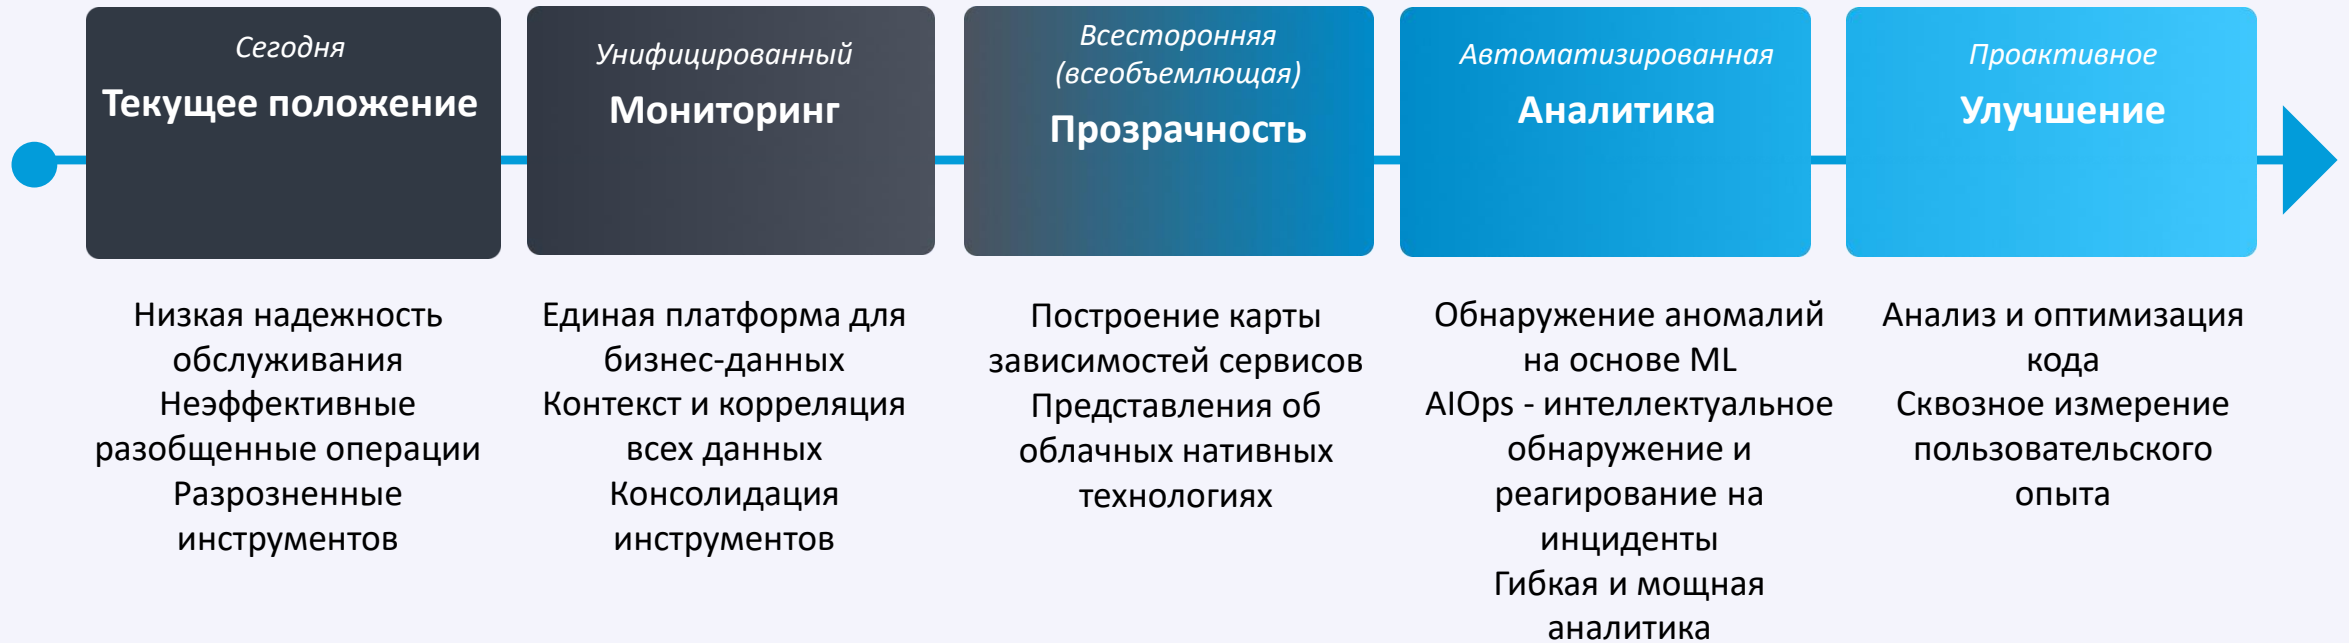 Сегодня
Текущее положение
Низкая надежность
обслуживания
Неэффективные
разобщенные операции
Разрозненные
инструментов
Унифицированный
Мониторинг
Единая платформа для
бизнес-данных
Контекст и корреляция
всех данных
Консолидация
инструментов
Всесторонняя
(всеобъемлющая)
Прозрачность
Построение карты
зависимостей сервисов
Представления об
облачных нативных
технологиях
Автоматизированная
Аналитика
Обнаружение аномалий
на основе ML
AIOps - интеллектуальное
обнаружение и
реагирование на
инциденты
Гибкая и мощная
аналитика
Проактивное
Улучшение
Анализ и оптимизация
кода
Сквозное измерение
пользовательского
опыта